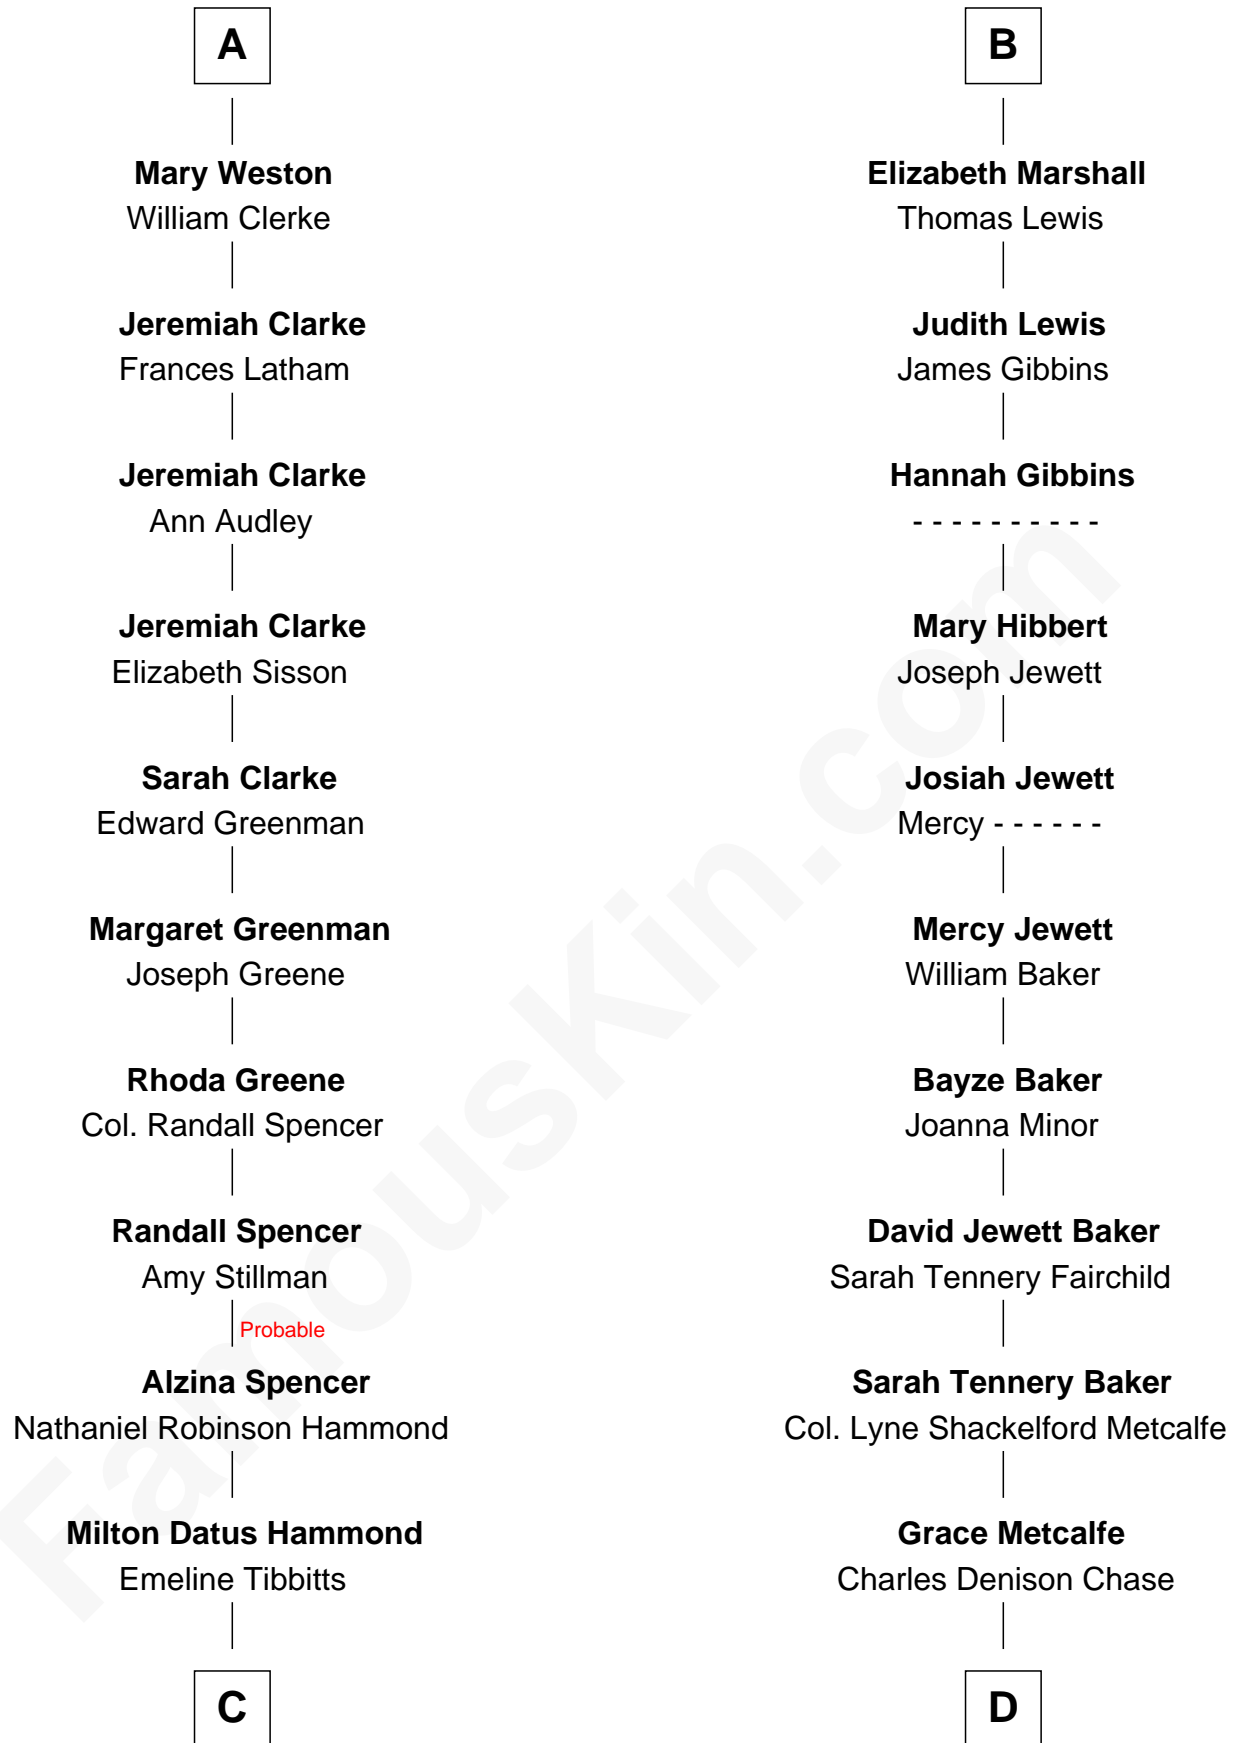 A
Mary Weston
William Clerke
Jeremiah Clarke
Frances Latham
Jeremiah Clarke
Ann Audley
Jeremiah Clarke
Elizabeth Sisson
Sarah Clarke
Edward Greenman
Margaret Greenman
Joseph Greene
Rhoda Greene
Col. Randall Spencer
Randall Spencer
Amy Stillman
Probable
Alzina Spencer
Nathaniel Robinson Hammond
Milton Datus Hammond
Emeline Tibbitts
C
B
Elizabeth Marshall
Thomas Lewis
Judith Lewis
James Gibbins
Hannah Gibbins
- - - - - - - - - -
Mary Hibbert
Joseph Jewett
Josiah Jewett
Mercy - - - - - -
Mercy Jewett
William Baker
Bayze Baker
Joanna Minor
David Jewett Baker
Sarah Tennery Fairchild
Sarah Tennery Baker
Col. Lyne Shackelford Metcalfe
Grace Metcalfe
Charles Denison Chase
D
FamousKin.com